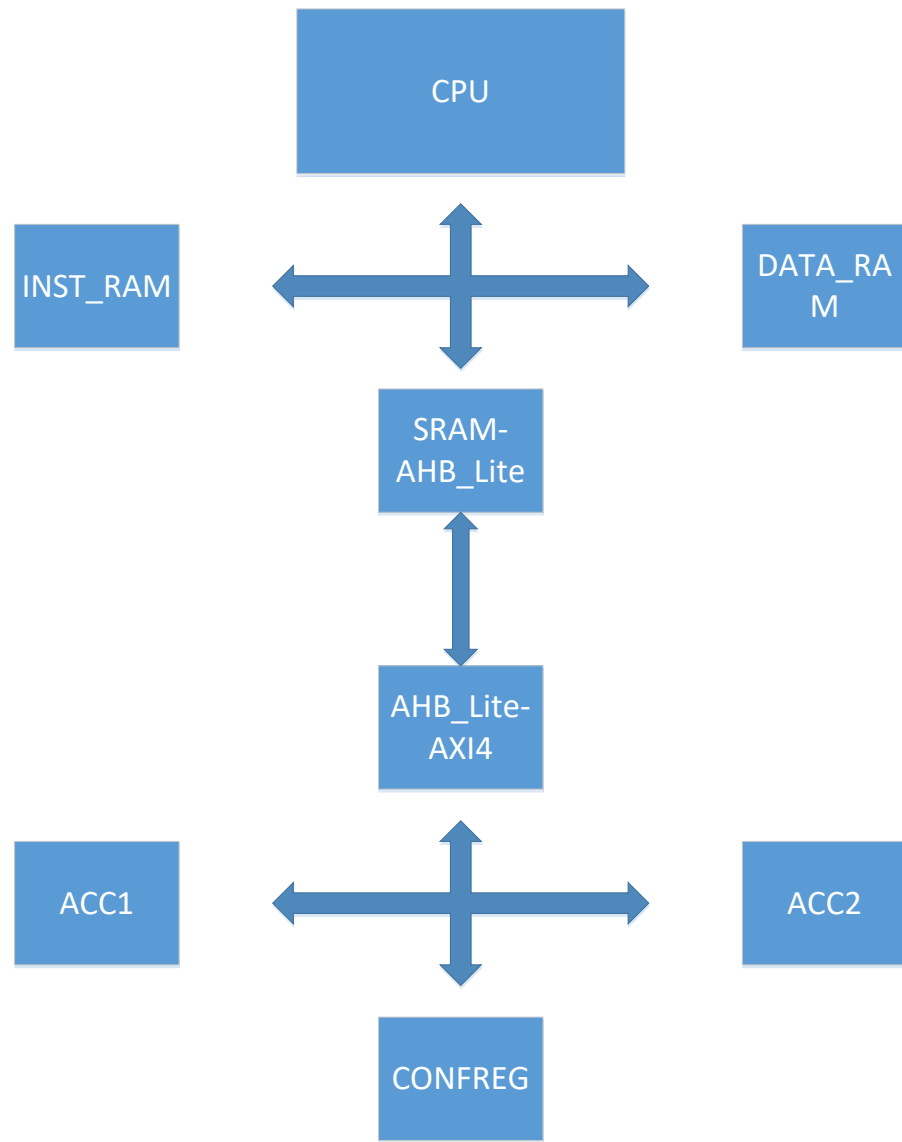 CPU
INST_RAM
DATA_RA
M
SRAM-
AHB_Lite
AHB_Lite-
AXI4
ACC1
ACC2
CONFREG